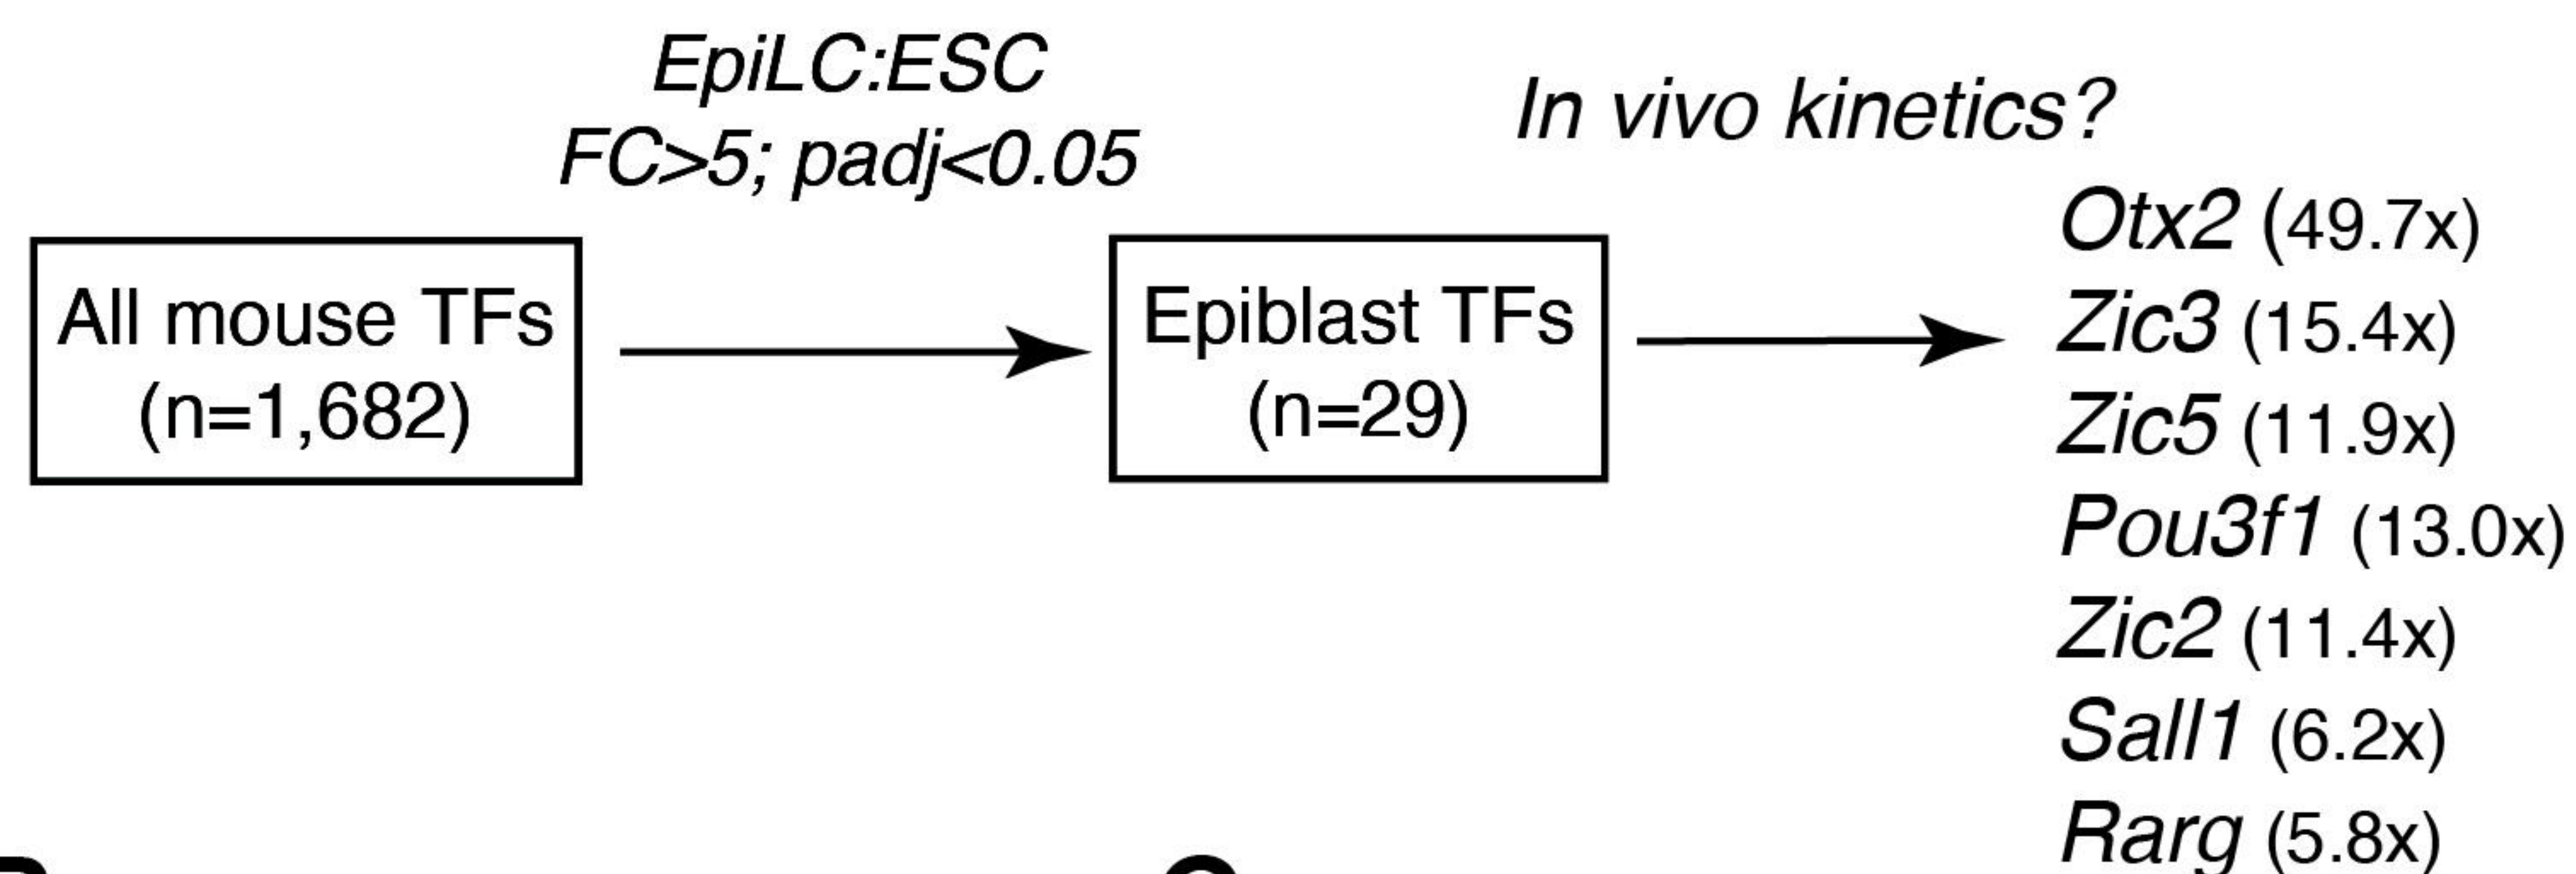 EpiLC:ESC
FC>5; padj<0.05
In vivo kinetics?
All mouse TFs
(n=1,682)
Epiblast TFs
(n=29)
Otx2 (49.7x)
Zic3 (15.4x)
Zic5 (11.9x)
Pou3f1 (13.0x)
Zic2 (11.4x)
Sall1 (6.2x)
Rarg (5.8x)